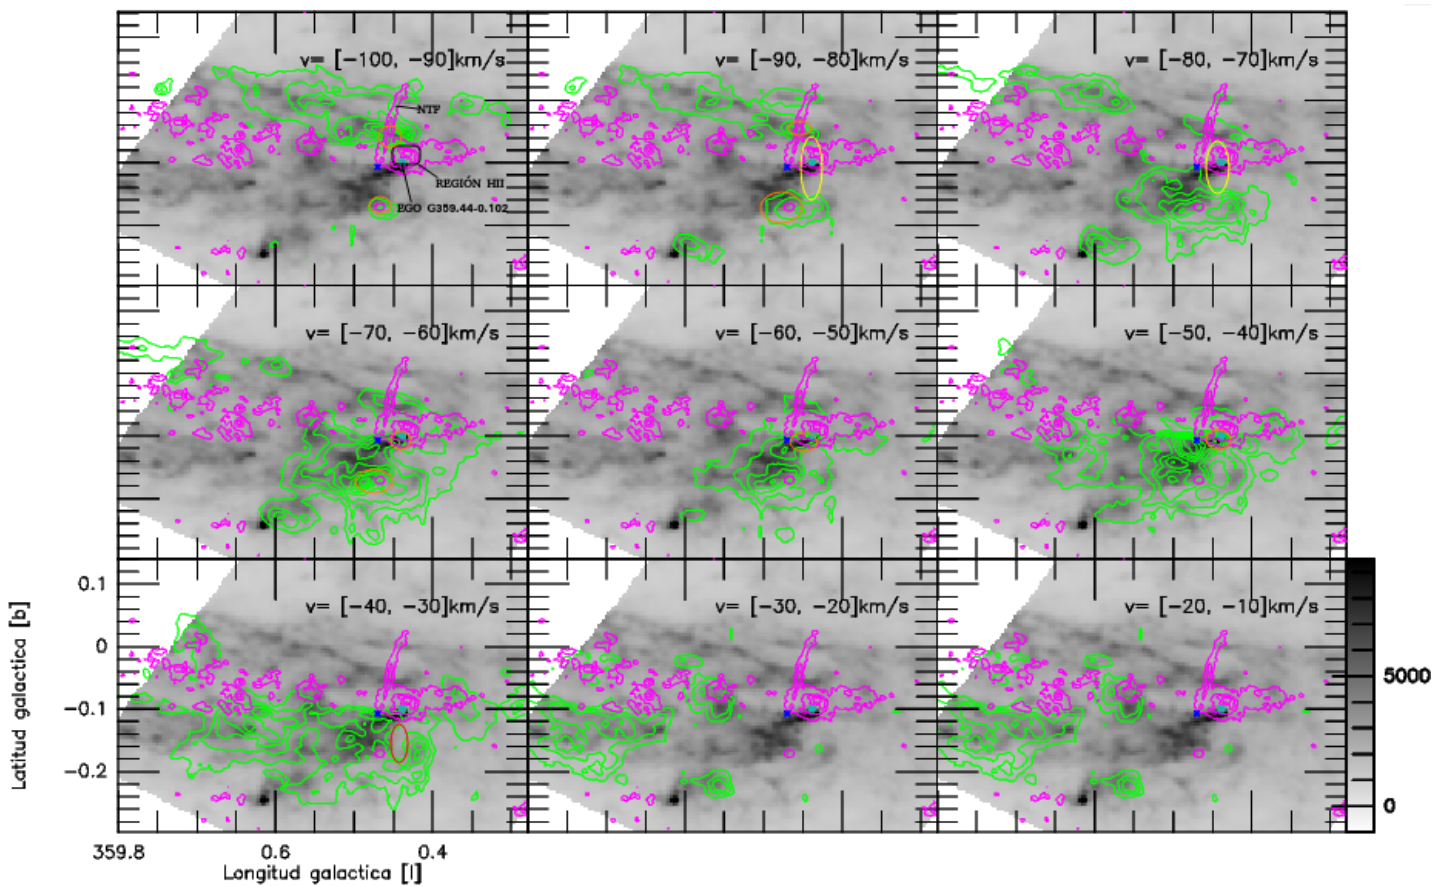 v= [−100, −90]km/s
v= [−90, −80]km/s
v= [−80, −70]km/s
NTF
REGIÓN HII
EGO G359.44-0.102
v= [−70, −60]km/s
v= [−60, −50]km/s
v= [−50, −40]km/s
v= [−40, −30]km/s
v= [−30, −20]km/s
v= [−20, −10]km/s
0.1
0
−0.1
−0.2
Latitud galactica [b]
5000
0
359.8
0.6
0.4
Longitud galactica [l]